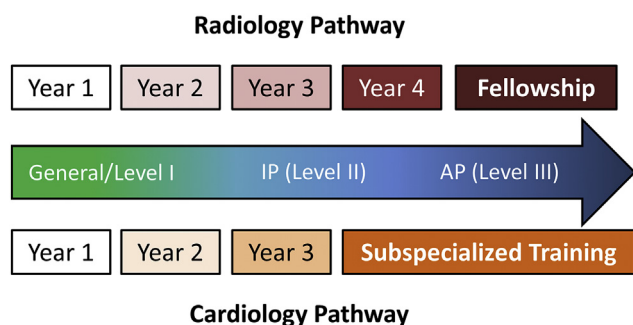 Radiology Pathway
Year 1 Year 2 Year 3 Year 4 Fellowship
General/Level I IP (Level II) AP (Level III)
Year 1 Year 2 Year 3 Subspecialized Training
Cardiology Pathway